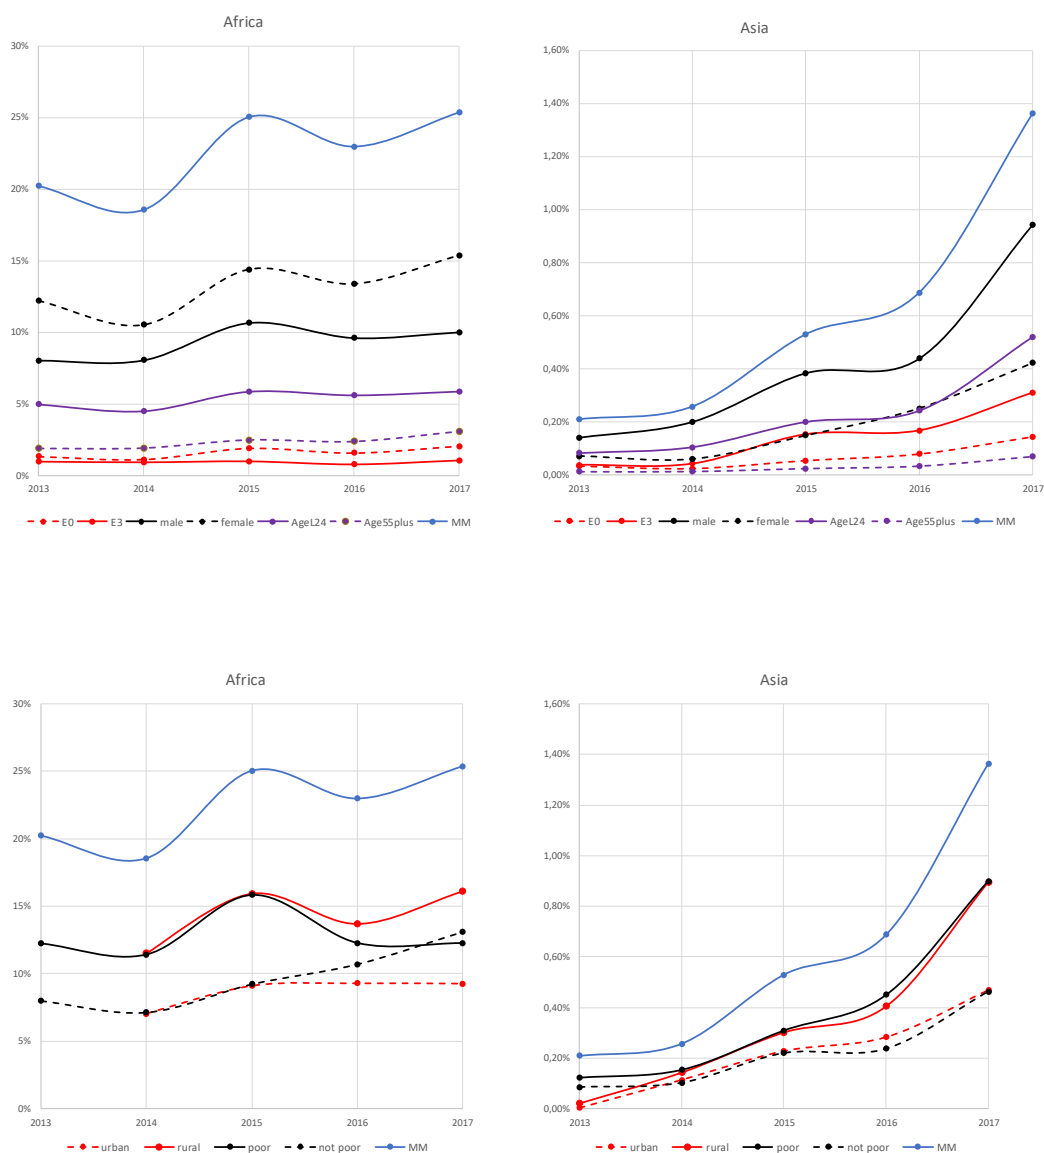 Africa
30%
25%
20%
15%
10%
5%
0%
2013 2014 2015 2016 2017
E0 E3 male female AgeL24 Age55plus MM
Asia
1,60%
1,40%
1,20%
1,00%
0,80%
0,60%
0,40%
0,20%
0,00%
2013 2014 2015 2016 2017
E0 E3 male female AgeL24 Age55plus MM
Africa
30%
25%
20%
15%
10%
5%
0%
2013 2014 2015 2016 2017
urban rural poor not poor MM
Asia
1,60%
1,40%
1,20%
1,00%
0,80%
0,60%
0,40%
0,20%
0,00%
2013 2014 2015 2016 2017
urban rural poor not poor MM